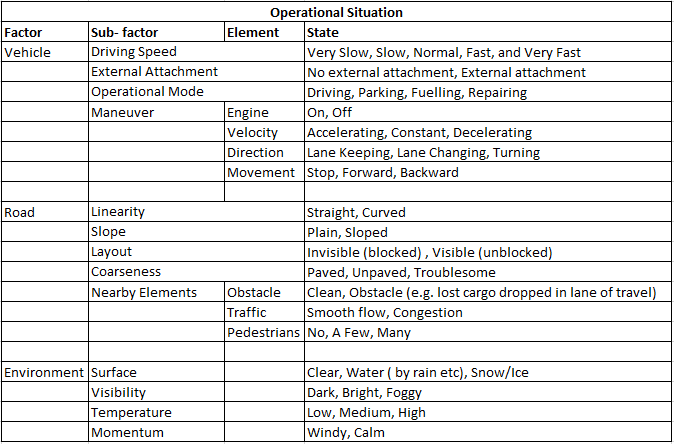 Operational Situation
Factor Sub- factor Element State
Vehicle Driving Speed Very Slow, Slow, Normal, Fast, and Very Fast
External Attachment No external attachment, External attachment
Operational Mode Driving, Parking, Fuelling, Repairing
Maneuver Engine On, Off
Velocity Accelerating, Constant, Decelerating
Direction Lane Keeping, Lane Changing, Turning
Movement Stop, Forward, Backward
Road Linearity Straight, Curved
Slope Plain, Sloped
Layout Invisible (blocked) , Visible (unblocked)
Coarseness Paved, Unpaved, Troublesome
Nearby Elements Obstacle Clean, Obstacle (e.g. lost cargo dropped in lane of travel)
Traffic Smooth flow, Congestion
Pedestrians No, A Few, Many
Environment Surface Clear, Water ( by rain etc), Snow/Ice
Visibility Dark, Bright, Foggy
Temperature Low, Medium, High
Momentum Windy, Calm